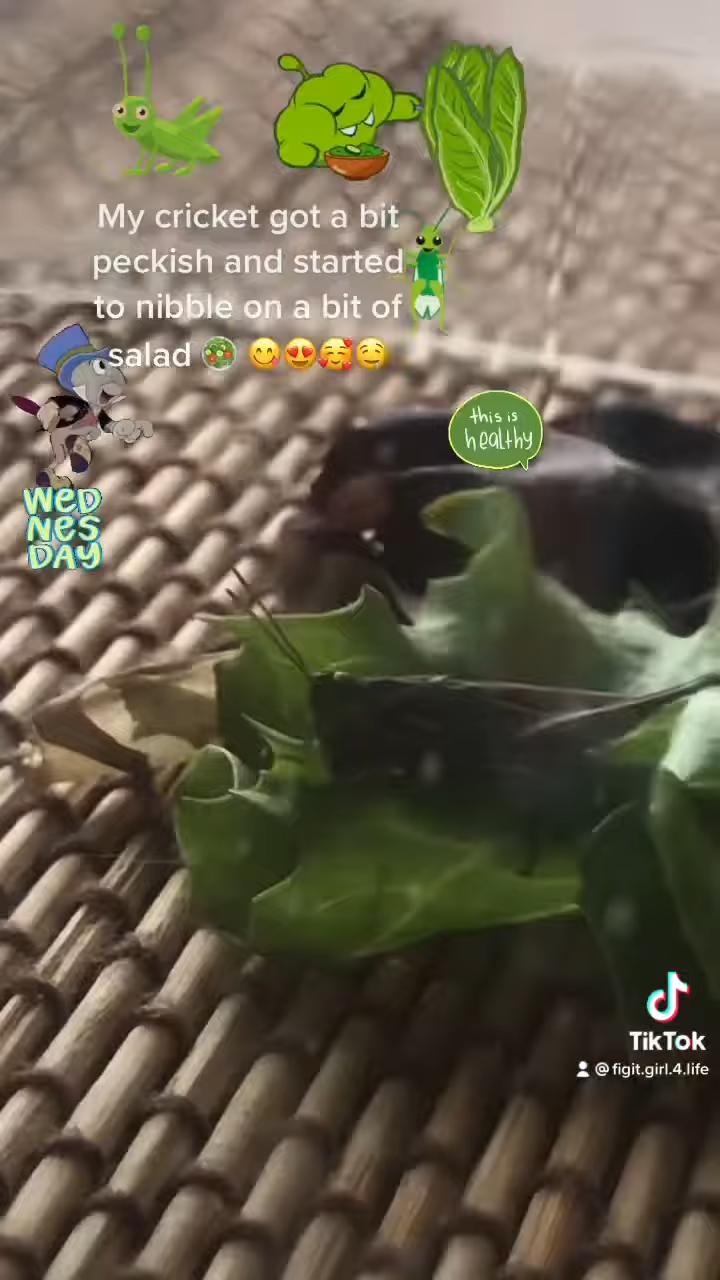 My cricket got a bit
peckish and started
to nibble on a bit of
salad 🥗 😋😍🥰🤤
this is
healthy
WED
NES
DAY
TikTok
@figit.girl.4.life